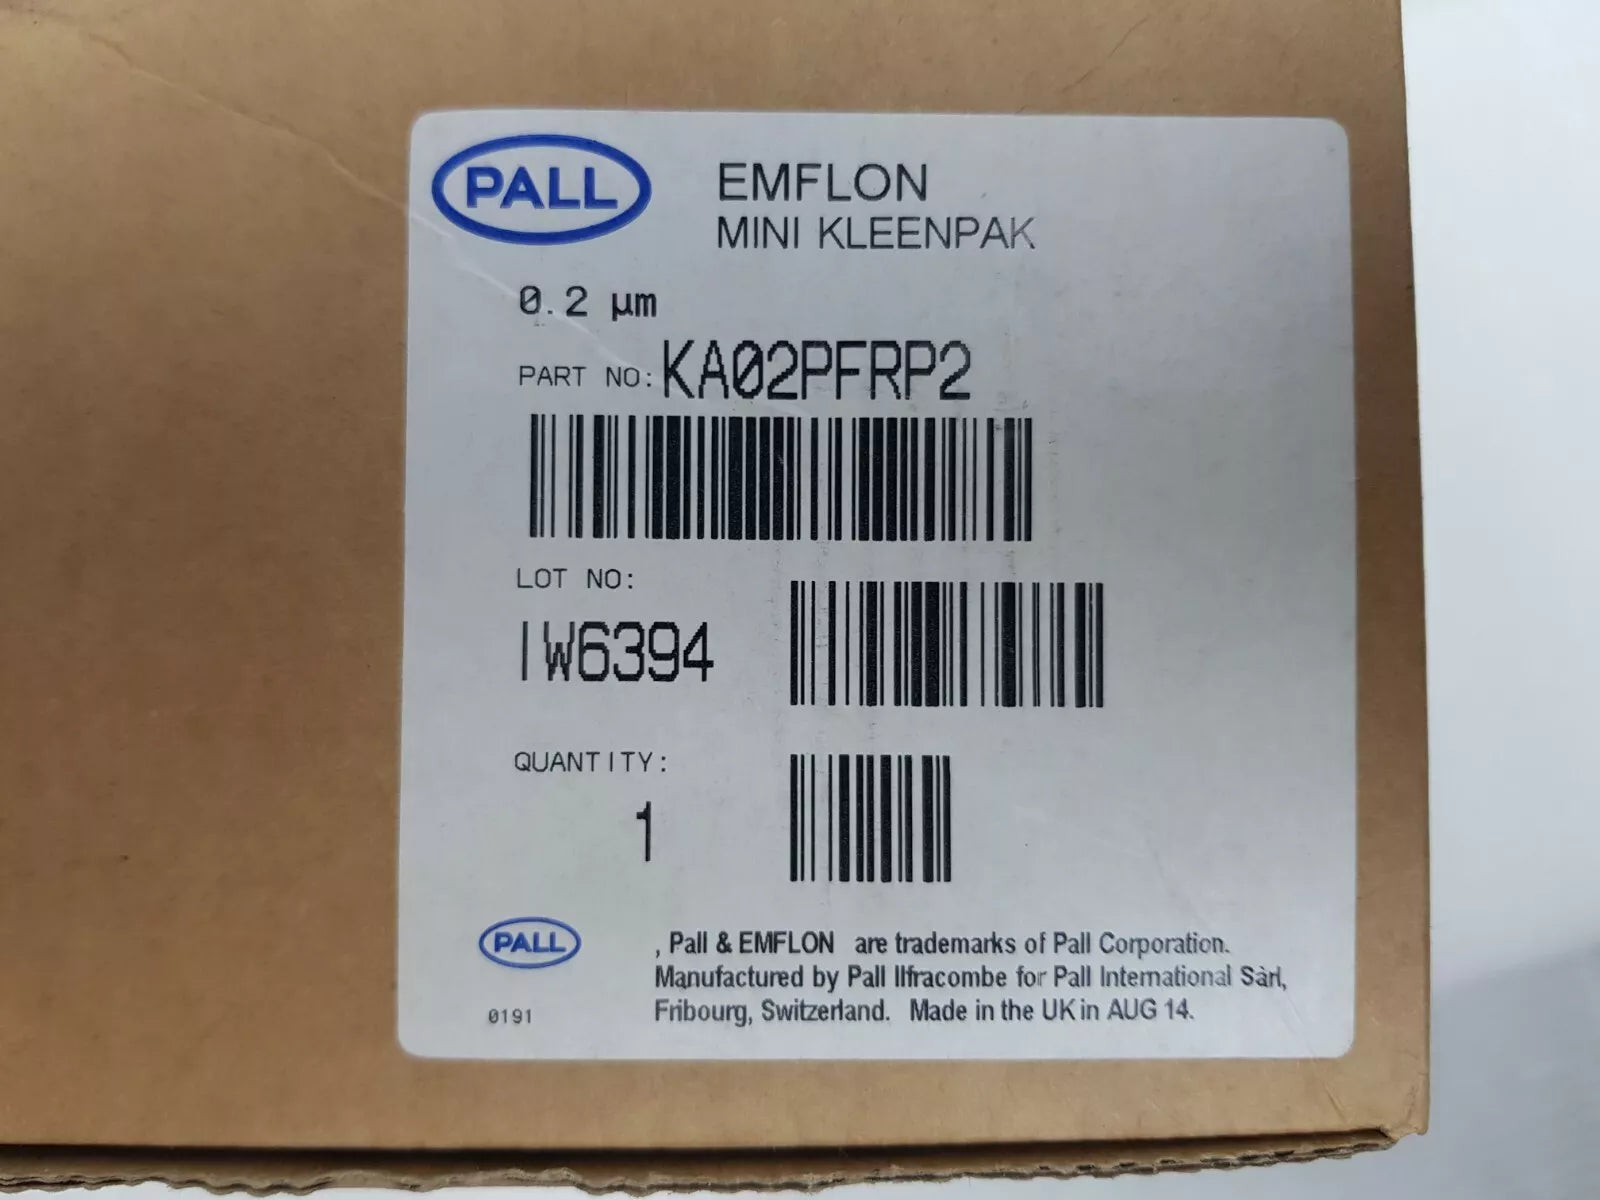 PALL
EMFLON
MINI KLEENPAK
0.2 µm
PART NO: KA02PFRP2
LOT NO:
IW6394
QUANTITY:
1
PALL
, Pall & EMFLON are trademarks of Pall Corporation.
Manufactured by Pall Ilfracombe for Pall International Sàrl,
Fribourg, Switzerland. Made in the UK in AUG 14.
0191